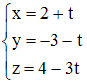 x = 2 + t
y = −3 − t
z = 4 − 3t